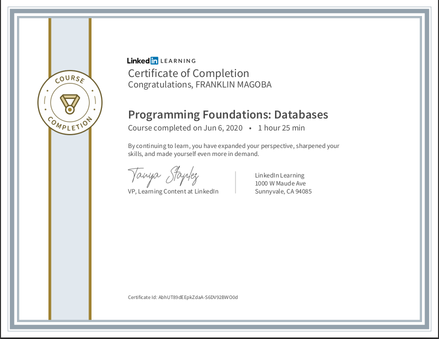 LinkedIn LEARNING
Certificate of Completion
Congratulations, FRANKLIN MAGOBA
COURSE
COMPLETION
Programming Foundations: Databases
Course completed on Jun 6, 2020 • 1 hour 25 min
By continuing to learn, you have expanded your perspective, sharpened your
skills, and made yourself even more in demand.
Tanya Staples
VP, Learning Content at LinkedIn
LinkedIn Learning
1000 W Maude Ave
Sunnyvale, CA 94085
Certificate Id: